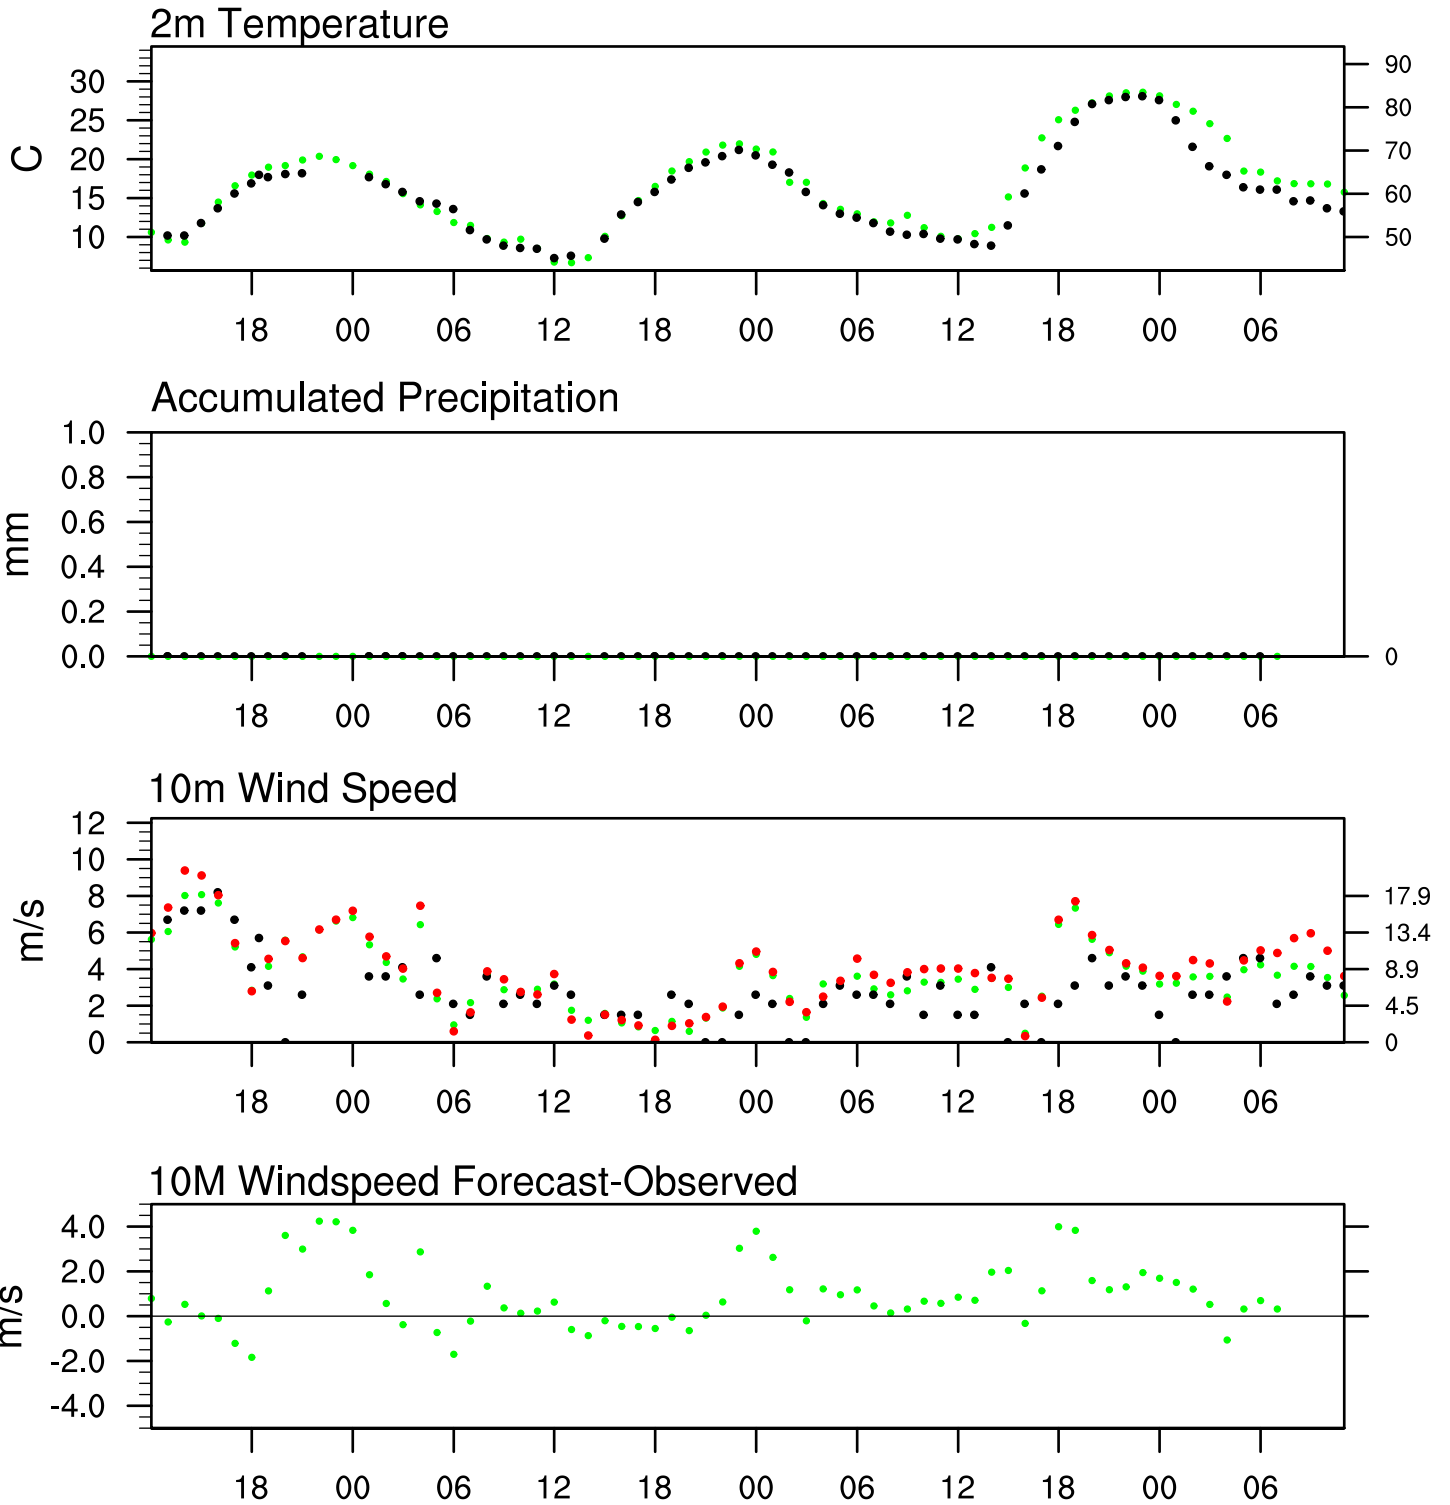 2m Temperature
30
25
20
15
10
C
90
80
70
60
50
18 00 06 12 18 00 06 12 18 00 06
Accumulated Precipitation
1.0
0.8
0.6
0.4
0.2
0.0
mm
0
18 00 06 12 18 00 06 12 18 00 06
10m Wind Speed
12
10
8
6
4
2
0
m/s
17.9
13.4
8.9
4.5
0
18 00 06 12 18 00 06 12 18 00 06
10M Windspeed Forecast-Observed
4.0
2.0
0.0
-2.0
-4.0
m/s
18 00 06 12 18 00 06 12 18 00 06